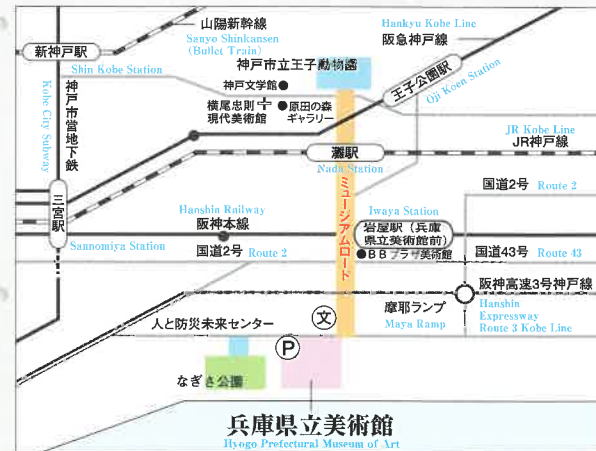 山陽新幹線
Sanyo Shinkansen
(Bullet Train)
Hankyu Kobe Line
阪急神戸線
新神戸駅
Shin Kobe Station
神戸市立王子動物園
神戸文学館
王子公園駅
Oji Koen Station
横尾忠則
現代美術館
原田の森
ギャラリー
神戸市営地下鉄
Kobe City Subway
JR Kobe Line
JR神戸線
灘駅
Nada Station
ミュージアムロード
国道2号 Route 2
三宮駅
Sannomiya Station
Hanshin Railway
阪神本線
国道2号 Route 2
Iwaya Station
岩屋駅（兵庫
県立美術館前）
BBプラザ美術館
国道43号 Route 43
阪神高速3号神戸線
Hanshin
Expressway
Route 3 Kobe Line
摩耶ランプ
Maya Ramp
人と防災未来センター
文
P
なぎさ公園
兵庫県立美術館
Hyogo Prefectural Museum of Art